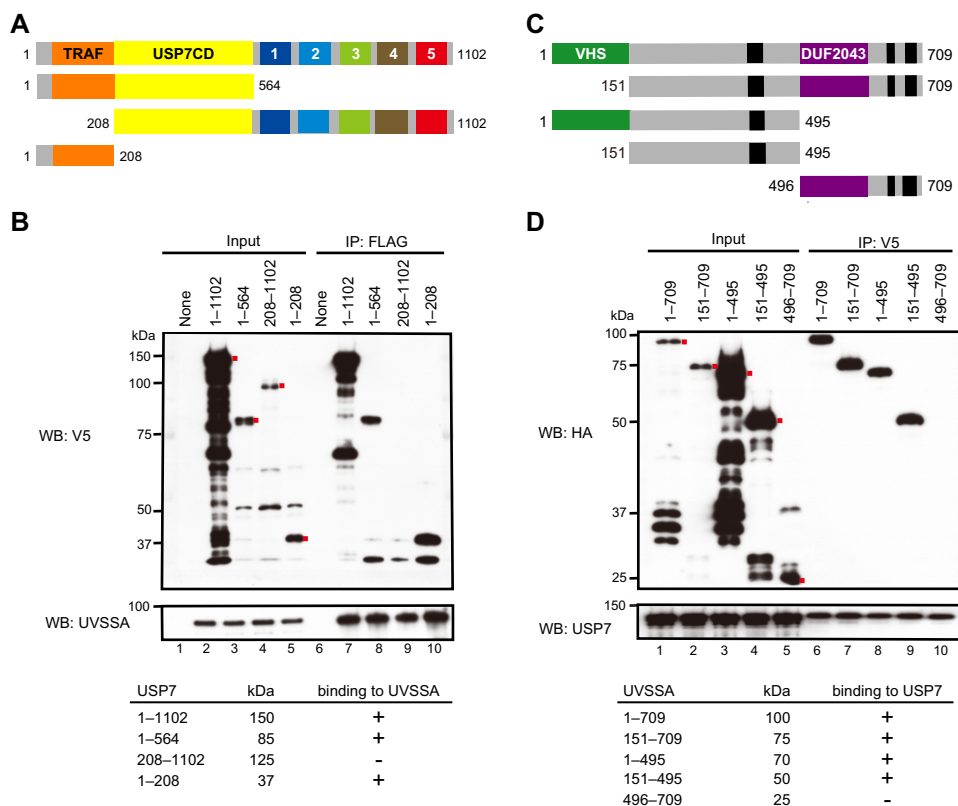 A
1 TRAF USP7CD 1 2 3 4 5 1102
1 564
208 1102
1 208
C
1 VHS DUF2043 709
151 709
1 495
151 495
496 709
B
Input IP: FLAG
None 1–1102 1–564 208–1102 1–208 None 1–1102 1–564 208–1102 1–208
kDa
150
100
75
50
37
WB: V5
100
WB: UVSSA
1 2 3 4 5 6 7 8 9 10
USP7 kDa binding to UVSSA
1–1102 150 +
1–564 85 +
208–1102 125 -
1–208 37 +
D
Input IP: V5
1–709 151–709 1–495 151–495 496–709 1–709 151–709 1–495 151–495 496–709
kDa
100
75
50
37
25
WB: HA
150
WB: USP7
1 2 3 4 5 6 7 8 9 10
UVSSA kDa binding to USP7
1–709 100 +
151–709 75 +
1–495 70 +
151–495 50 +
496–709 25 -